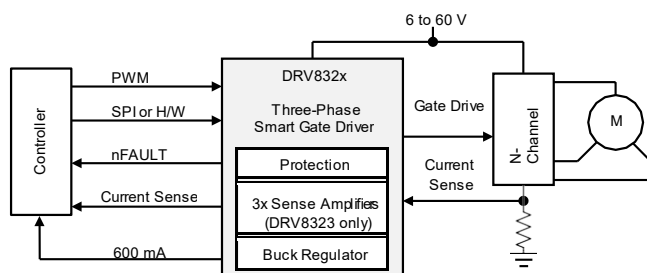 6 to 60 V
Controller
PWM
SPI or H/W
nFAULT
Current Sense
600 mA
DRV832x
Three-Phase
Smart Gate Driver
Protection
3x Sense Amplifiers
(DRV8323 only)
Buck Regulator
Gate Drive
Current
Sense
N-
Channel
M